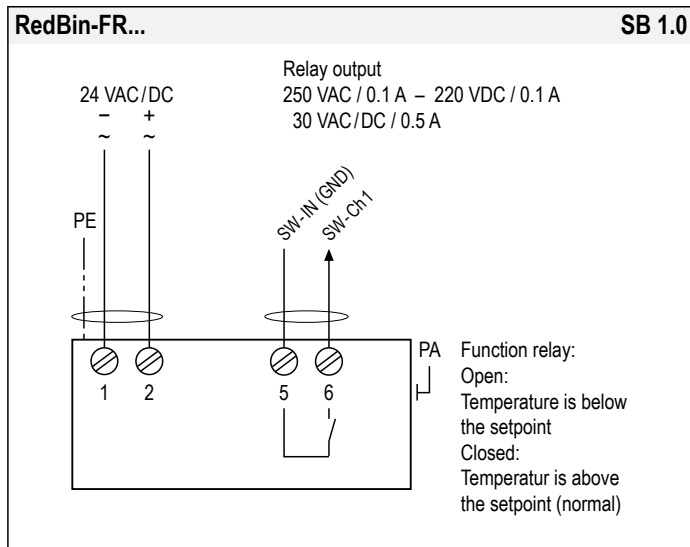 RedBin-FR... SB 1.0
Relay output
24 VAC/DC 250 VAC / 0.1 A – 220 VDC / 0.1 A
– + 30 VAC/DC / 0.5 A
~ ~
SW-IN (GND)
SW-Ch1
PE
PA
1 2 5 6
Function relay:
Open:
Temperature is below
the setpoint
Closed:
Temperatur is above
the setpoint (normal)